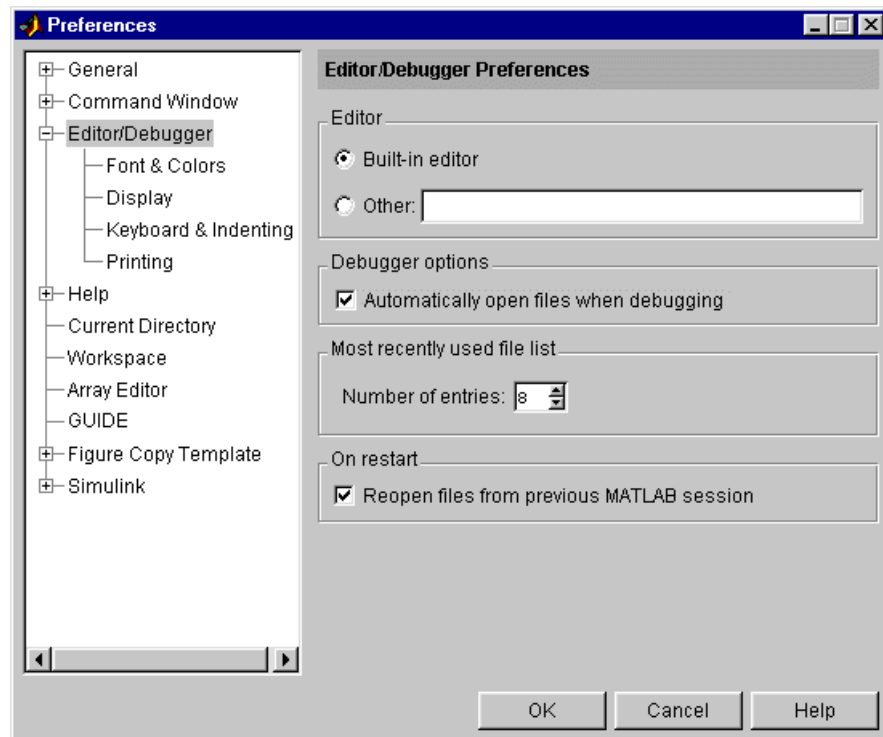 Preferences
General
Command Window
Editor/Debugger
Font & Colors
Display
Keyboard & Indenting
Printing
Help
Current Directory
Workspace
Array Editor
GUIDE
Figure Copy Template
Simulink
Editor/Debugger Preferences
Editor
Built-in editor
Other:
Debugger options
Automatically open files when debugging
Most recently used file list
Number of entries: 8
On restart
Reopen files from previous MATLAB session
OK Cancel Help